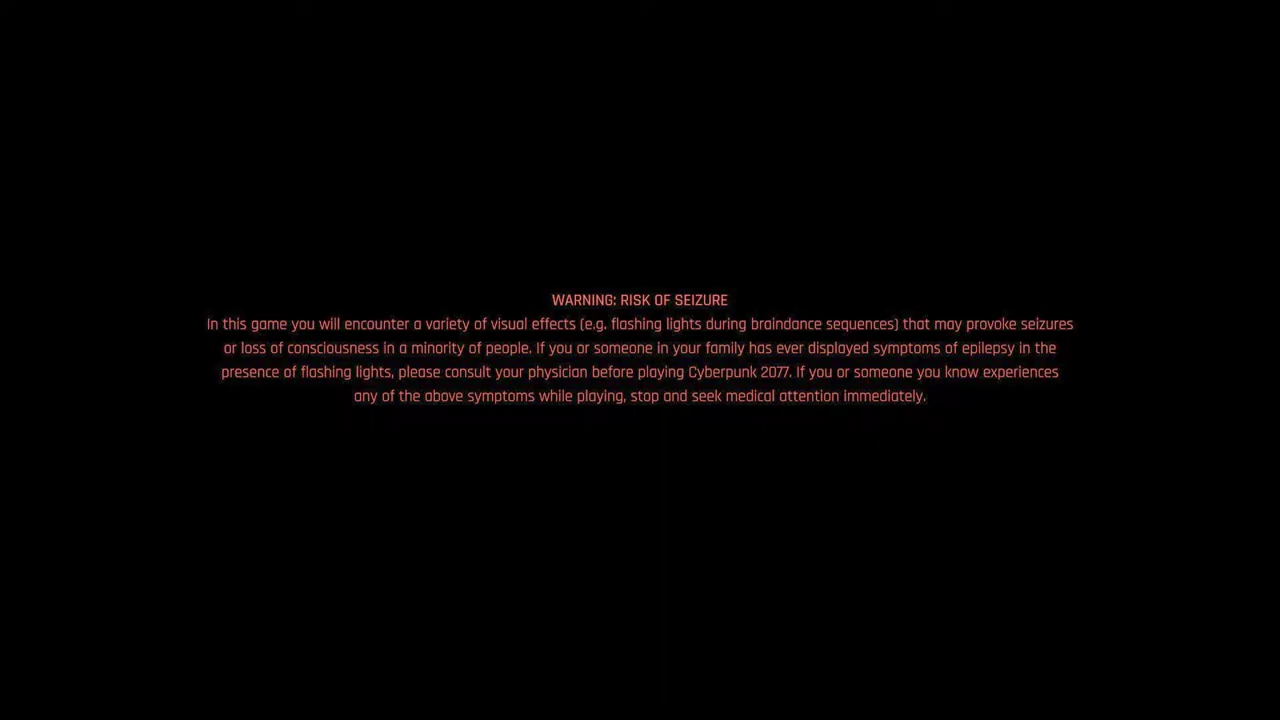 WARNING: RISK OF SEIZURE
In this game you will encounter a variety of visual effects (e.g. flashing lights during braindance sequences) that may provoke seizures
or loss of consciousness in a minority of people. If you or someone in your family has ever displayed symptoms of epilepsy in the
presence of flashing lights, please consult your physician before playing Cyberpunk 2077. If you or someone you know experiences
any of the above symptoms while playing, stop and seek medical attention immediately.